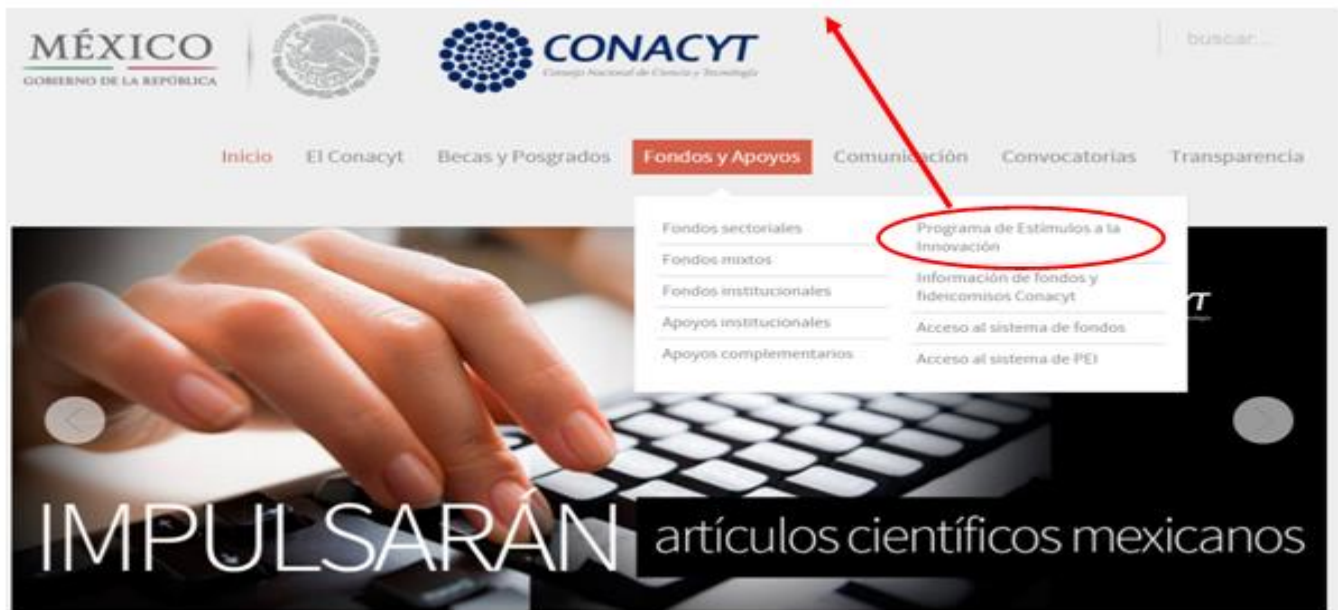 MÉXICO
GOBIERNO DE LA REPÚBLICA
CONACYT
Consejo Nacional de Ciencia y Tecnología
buscar...
Inicio El Conacyt Becas y Posgrados Fondos y Apoyos Comunicación Convocatorias Transparencia
Fondos sectoriales
Fondos mixtos
Fondos institucionales
Apoyos institucionales
Apoyos complementarios
Programa de Estímulos a la
Innovación
Información de fondos y
fideicomisos Conacyt
Acceso al sistema de fondos
Acceso al sistema de PEI
IMPULSARÁN artículos científicos mexicanos